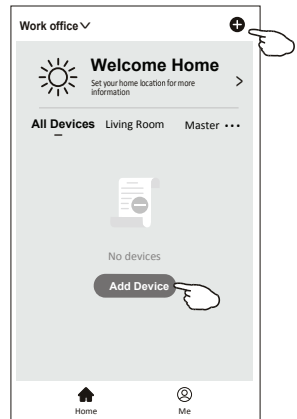 Work office
Welcome Home
Set your home location for more
information
All Devices Living Room Master ...
No devices
Add Device
Home Me